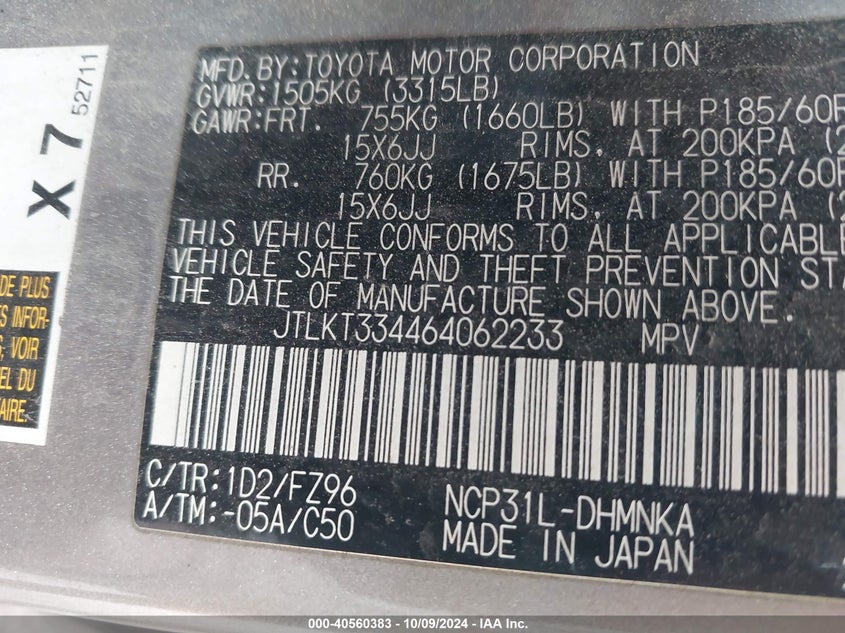 MFD. BY: TOYOTA MOTOR CORPORATION
GVWR: 1505KG (3315LB)
GAWR: FRT. 755KG (1660LB) WITH P185/60R
15X6JJ RIMS, AT 200KPA (2
RR. 760KG (1675LB) WITH P185/60R
15X6JJ RIMS, AT 200KPA (2
THIS VEHICLE CONFORMS TO ALL APPLICABLE
VEHICLE SAFETY AND THEFT PREVENTION STA
THE DATE OF MANUFACTURE SHOWN ABOVE.
JTLKT334464062233 MPV
C/TR: 1D2/FZ96 NCP31L-DHMNKA
A/TM: -05A/C50 MADE IN JAPAN
X 7 52711
DE PLUS
S INFOR-
S, VOIR
EL DU
AIRE.
000-40560383 - 10/09/2024 - IAA Inc.